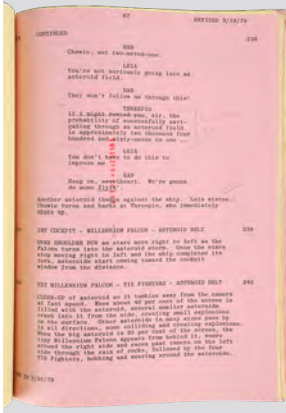 97 REVISED 3/20/79
CONTINUED 238
HAN
Chewie, set two-seven-one.
LEIA
You're not seriously going into an
asteroid field.
HAN
They won't follow us through this!
THREEPIO
If I might remind you, sir, the
probability of successfully navi-
gating through an asteroid field
is approximately two thousand four
hundred and sixty-seven to one ...
LEIA
You don't have to do this to
impress me.
HAN
Hang on, sweetheart. We're gonna
do some flyin'.
Another asteroid bounces against the ship. Leia winces.
Chewie turns and barks at Threepio, who immediately
shuts up.
INT COCKPIT - MILLENNIUM FALCON - ASTEROID BELT 239
OVER SHOULDER POV as stars move right to left as the
Falcon turns into the asteroid storm. Once the stars
stop moving right to left and the ship completes its
turn, asteroids start coming toward the cockpit
window from the distance.
EXT MILLENNIUM FALCON - TIE FIGHTERS - ASTEROID BELT 240
CLOSE-UP of asteroid as it tumbles away from the camera
at fast speed. When about 40 per cent of the screen is
filled with the asteroid, several smaller asteroids
crash into it from the side, creating small explosions
on the surface. Other asteroids in many sizes pass by
in all directions, some colliding and creating explosions.
When the big asteroid is 20 per cent of the screen, the
tiny Millennium Falcon appears from behind it, veers
around the right side and races past camera on the left
side through the rain of rocks, followed by the four
TIE Fighters, bobbing and weaving around the asteroids.
3/20/79